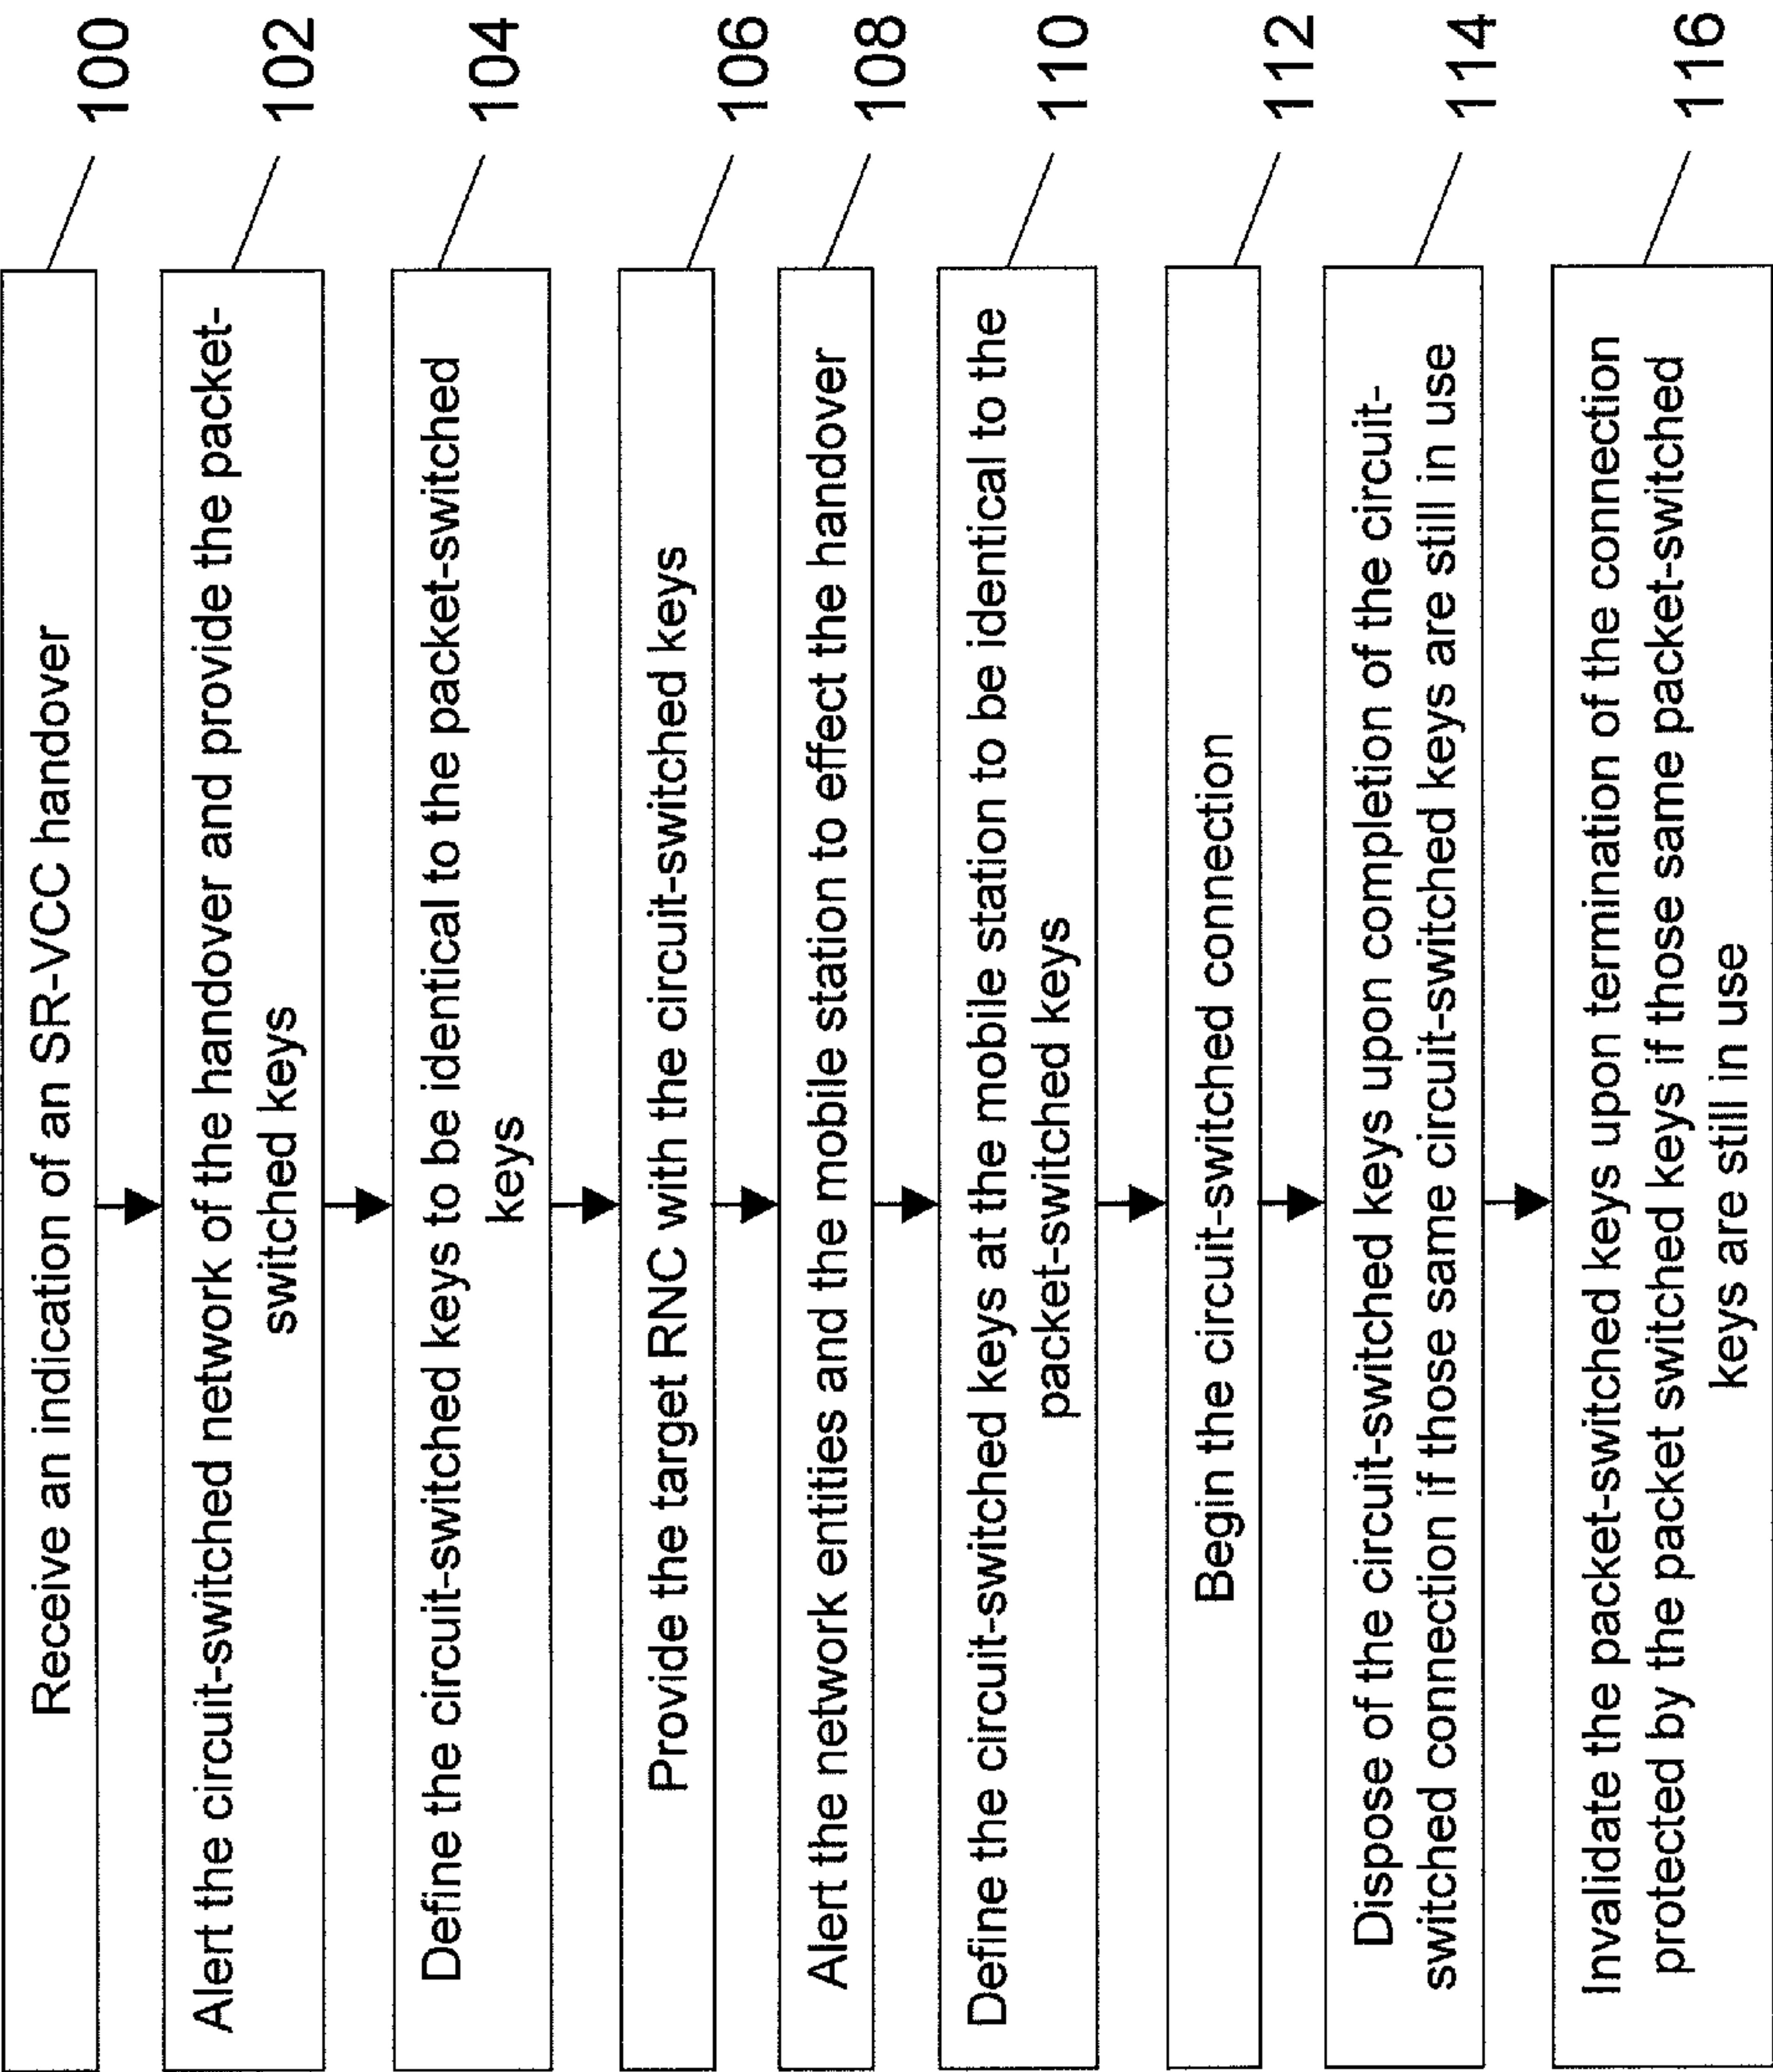 Receive an indication of an SR-VCC handover
100
Alert the circuit-switched network of the handover and provide the packet-
switched keys
102
Define the circuit-switched keys to be identical to the packet-switched
keys
104
Provide the target RNC with the circuit-switched keys
106
Alert the network entities and the mobile station to effect the handover
108
Define the circuit-switched keys at the mobile station to be identical to the
packet-switched keys
110
Begin the circuit-switched connection
112
Dispose of the circuit-switched keys upon completion of the circuit-
switched connection if those same circuit-switched keys are still in use
114
Invalidate the packet-switched keys upon termination of the connection
protected by the packet switched keys if those same packet-switched
keys are still in use
116